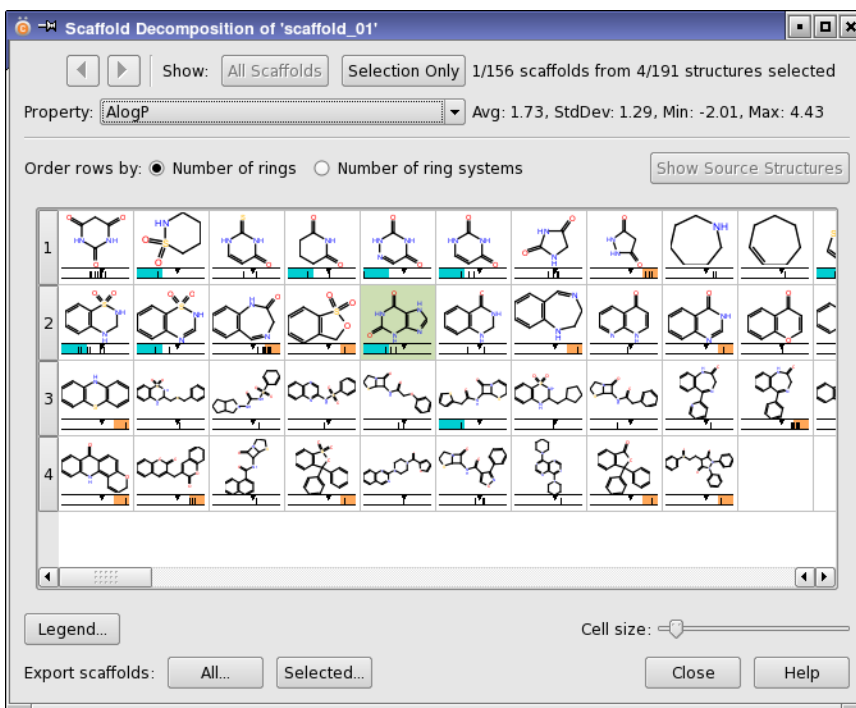 Scaffold Decomposition of 'scaffold_01'
Show: All Scaffolds Selection Only 1/156 scaffolds from 4/191 structures selected
Property: AlogP Avg: 1.73, StdDev: 1.29, Min: -2.01, Max: 4.43
Order rows by: Number of rings Number of ring systems Show Source Structures
1
2
3
4
Legend... Cell size:
Export scaffolds: All... Selected... Close Help